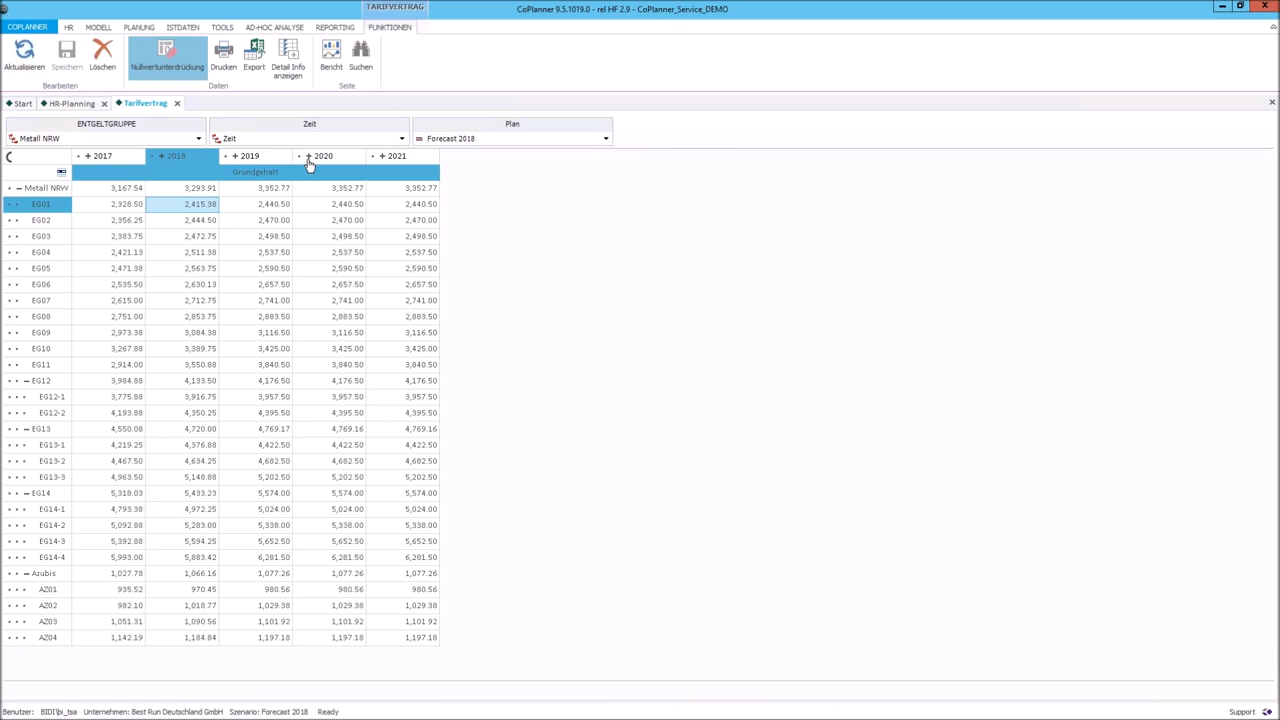 TARIFVERTRAG
CoPlanner 9.5.1019.0 - rel HF 2.9 - CoPlanner_Service_DEMO
COPLANNER HR MODELL PLANUNG ISTDATEN TOOLS AD-HOC ANALYSE REPORTING FUNKTIONEN
Aktualisieren Speichern Löschen Nullwertunterdrückung Drucken Export Detail Info anzeigen Bericht Suchen
Bearbeiten Daten Seite
Start HR-Planning Tarifvertrag
ENTGELTGRUPPE Zeit Plan
Metall NRW Zeit Forecast 2018
2017 2018 2019 2020 2021
Grundgehalt
Metall NRW 3,167.54 3,293.91 3,352.77 3,352.77 3,352.77
EG01 2,328.50 2,415.38 2,440.50 2,440.50 2,440.50
EG02 2,356.25 2,444.50 2,470.00 2,470.00 2,470.00
EG03 2,383.75 2,472.75 2,498.50 2,498.50 2,498.50
EG04 2,421.13 2,511.38 2,537.50 2,537.50 2,537.50
EG05 2,471.38 2,563.75 2,590.50 2,590.50 2,590.50
EG06 2,535.50 2,630.13 2,657.50 2,657.50 2,657.50
EG07 2,615.00 2,712.75 2,741.00 2,741.00 2,741.00
EG08 2,751.00 2,853.75 2,883.50 2,883.50 2,883.50
EG09 2,973.38 3,084.38 3,116.50 3,116.50 3,116.50
EG10 3,267.88 3,389.75 3,425.00 3,425.00 3,425.00
EG11 2,914.00 3,550.88 3,840.50 3,840.50 3,840.50
EG12 3,984.88 4,133.50 4,176.50 4,176.50 4,176.50
EG12-1 3,775.88 3,916.75 3,957.50 3,957.50 3,957.50
EG12-2 4,193.88 4,350.25 4,395.50 4,395.50 4,395.50
EG13 4,550.08 4,720.00 4,769.17 4,769.16 4,769.16
EG13-1 4,219.25 4,376.88 4,422.50 4,422.50 4,422.50
EG13-2 4,467.50 4,634.25 4,682.50 4,682.50 4,682.50
EG13-3 4,963.50 5,148.88 5,202.50 5,202.50 5,202.50
EG14 5,318.03 5,433.23 5,574.00 5,574.00 5,574.00
EG14-1 4,793.38 4,972.25 5,024.00 5,024.00 5,024.00
EG14-2 5,092.88 5,283.00 5,338.00 5,338.00 5,338.00
EG14-3 5,392.88 5,594.25 5,652.50 5,652.50 5,652.50
EG14-4 5,993.00 5,883.42 6,281.50 6,281.50 6,281.50
Azubis 1,027.78 1,066.16 1,077.26 1,077.26 1,077.26
AZ01 935.52 970.45 980.56 980.56 980.56
AZ02 982.10 1,018.77 1,029.38 1,029.38 1,029.38
AZ03 1,051.31 1,090.56 1,101.92 1,101.92 1,101.92
AZ04 1,142.19 1,184.84 1,197.18 1,197.18 1,197.18
Benutzer: BIDI\bi_tsa Unternehmen: Best Run Deutschland GmbH Szenario: Forecast 2018 Ready Support